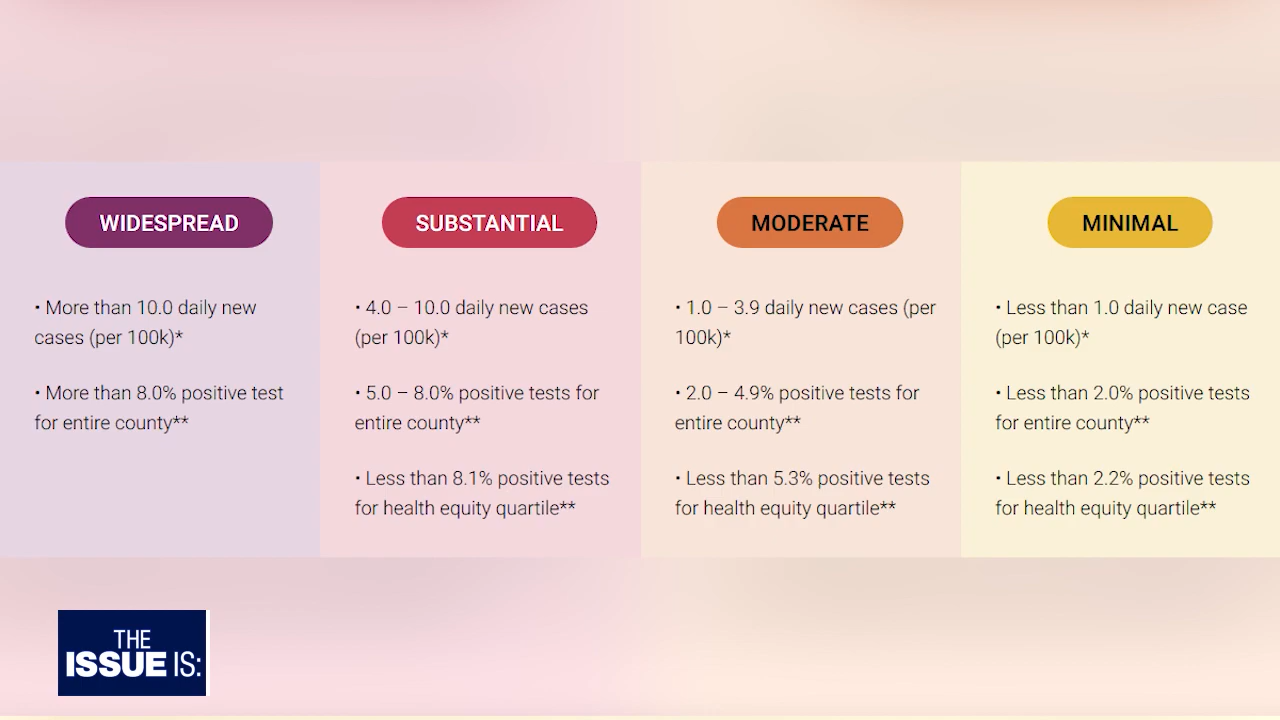 WIDESPREAD
• More than 10.0 daily new
cases (per 100k)*
• More than 8.0% positive test
for entire county**
SUBSTANTIAL
• 4.0 – 10.0 daily new cases
(per 100k)*
• 5.0 – 8.0% positive tests for
entire county**
• Less than 8.1% positive tests
for health equity quartile**
MODERATE
• 1.0 – 3.9 daily new cases (per
100k)*
• 2.0 – 4.9% positive tests for
entire county**
• Less than 5.3% positive tests
for health equity quartile**
MINIMAL
• Less than 1.0 daily new case
(per 100k)*
• Less than 2.0% positive tests
for entire county**
• Less than 2.2% positive tests
for health equity quartile**
THE
ISSUE IS: